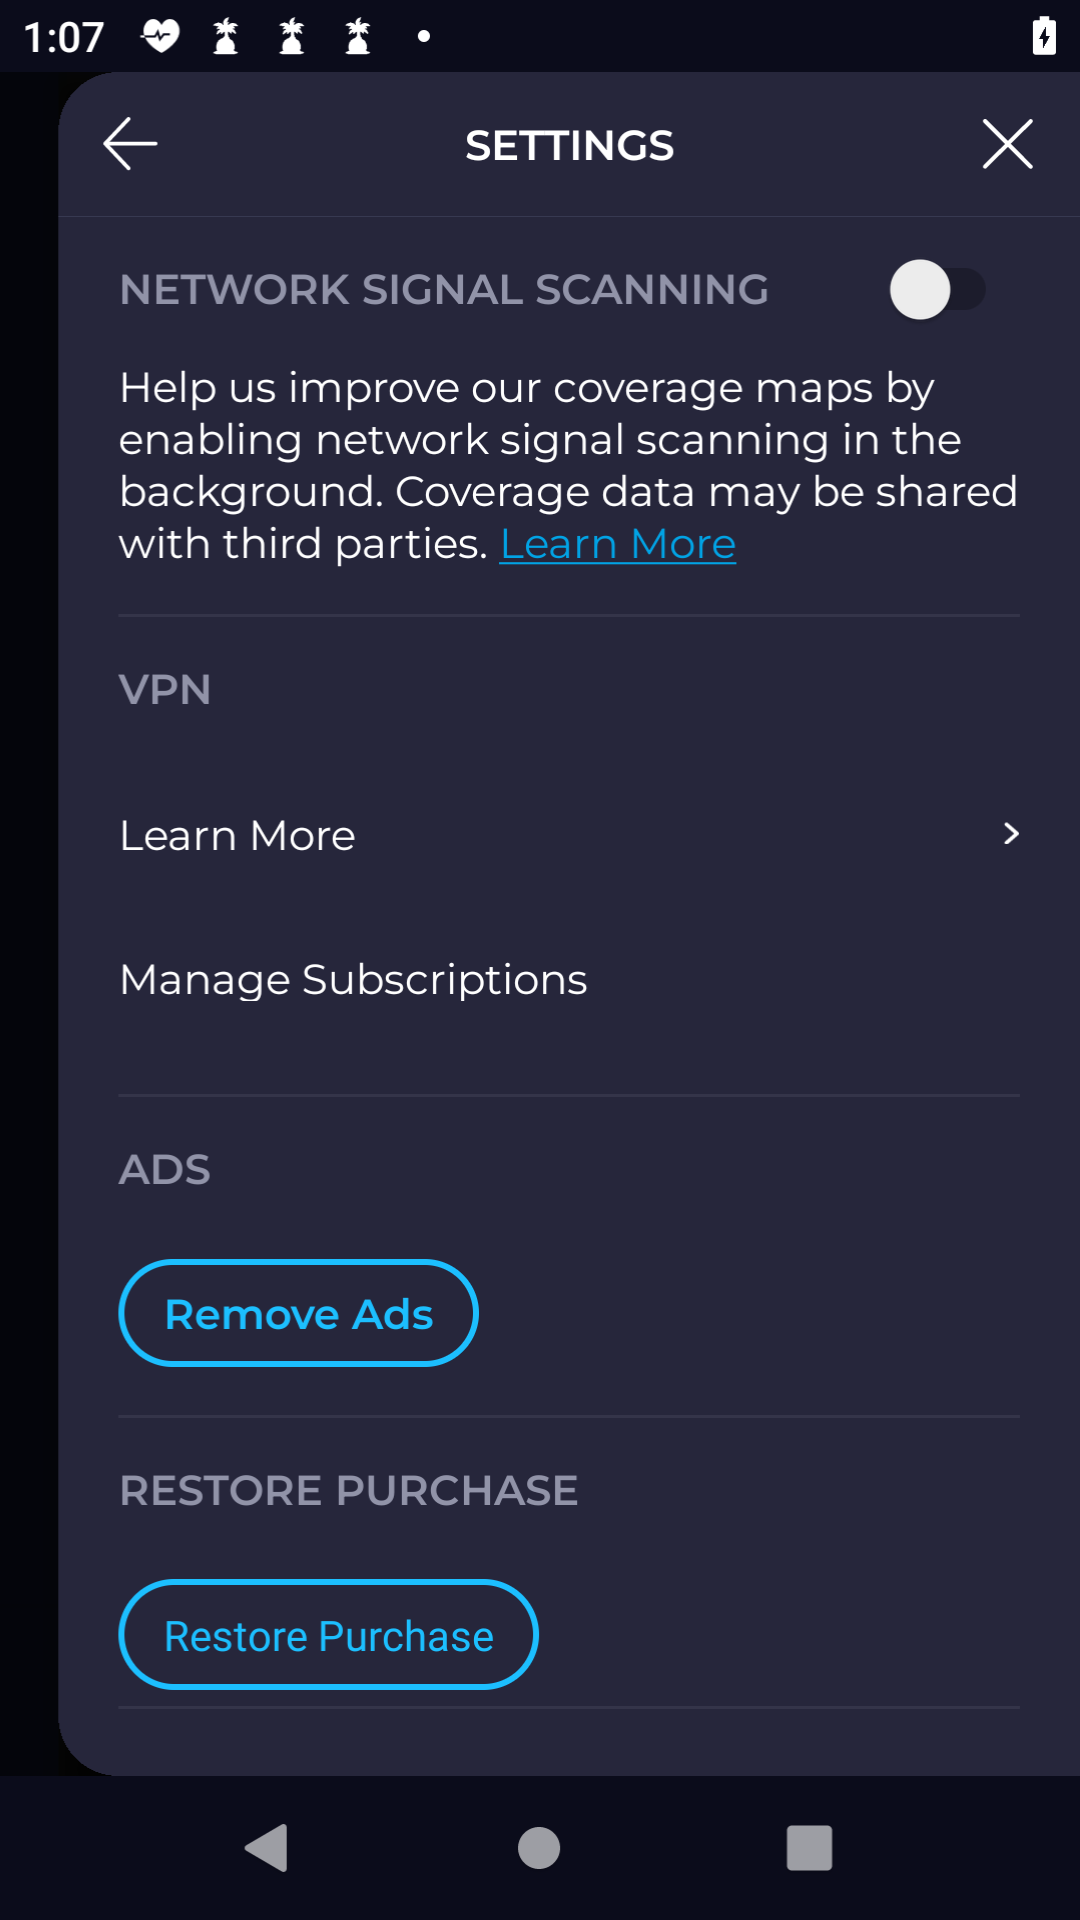 1:07
SETTINGS
NETWORK SIGNAL SCANNING
Help us improve our coverage maps by
enabling network signal scanning in the
background. Coverage data may be shared
with third parties. Learn More
VPN
Learn More
Manage Subscriptions
ADS
Remove Ads
RESTORE PURCHASE
Restore Purchase